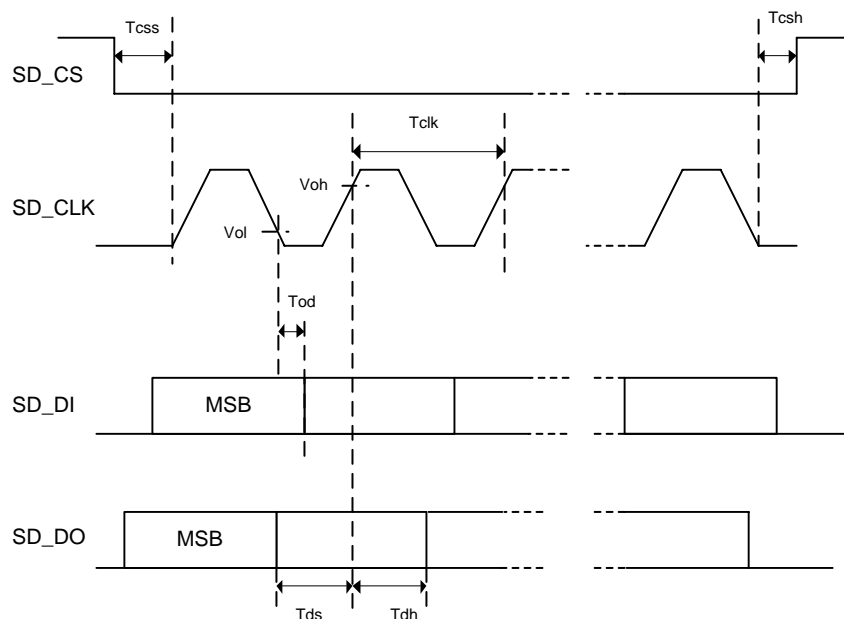 Tcss
Tcsh
SD_CS
Tclk
Voh
SD_CLK
Vol
Tod
SD_DI
MSB
SD_DO
MSB
Tds
Tdh